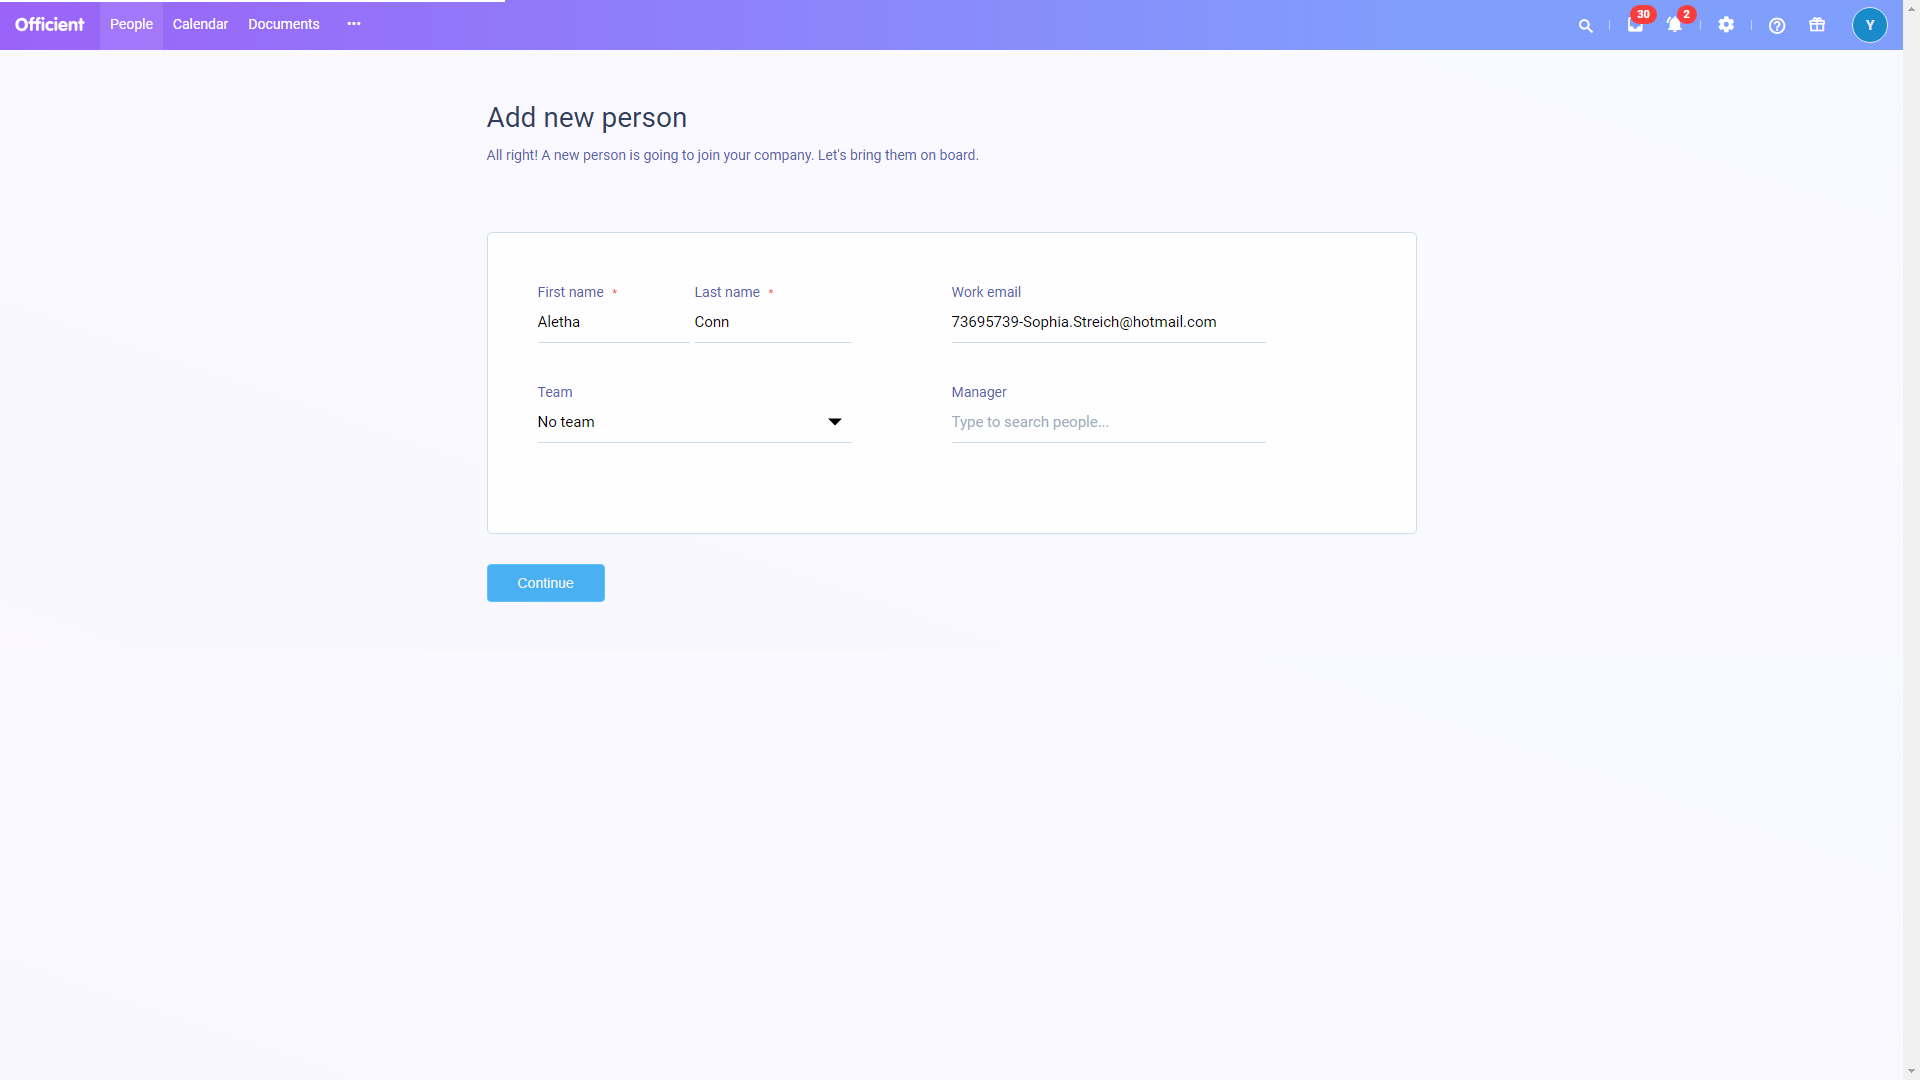 Officient
People
Calendar
Documents
30
2
Y
Add new person
All right! A new person is going to join your company. Let's bring them on board.
First name *
Last name *
Work email
Aletha
Conn
73695739-Sophia.Streich@hotmail.com
Team
Manager
No team
Type to search people...
Continue